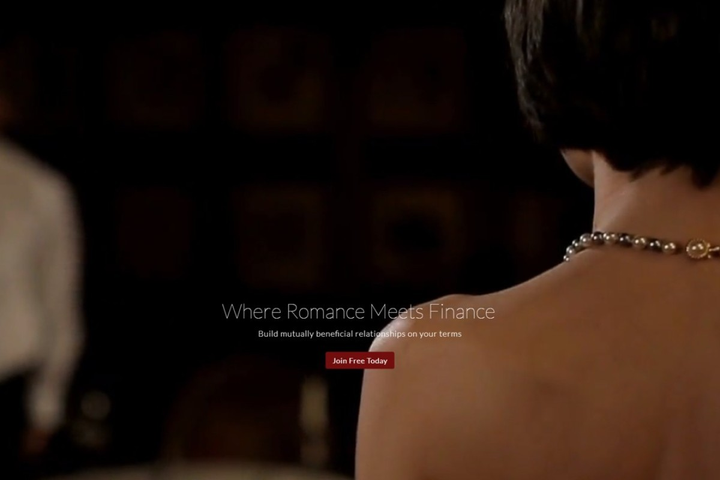 Where Romance Meets Finance
Build mutually beneficial relationships on your terms
Join Free Today